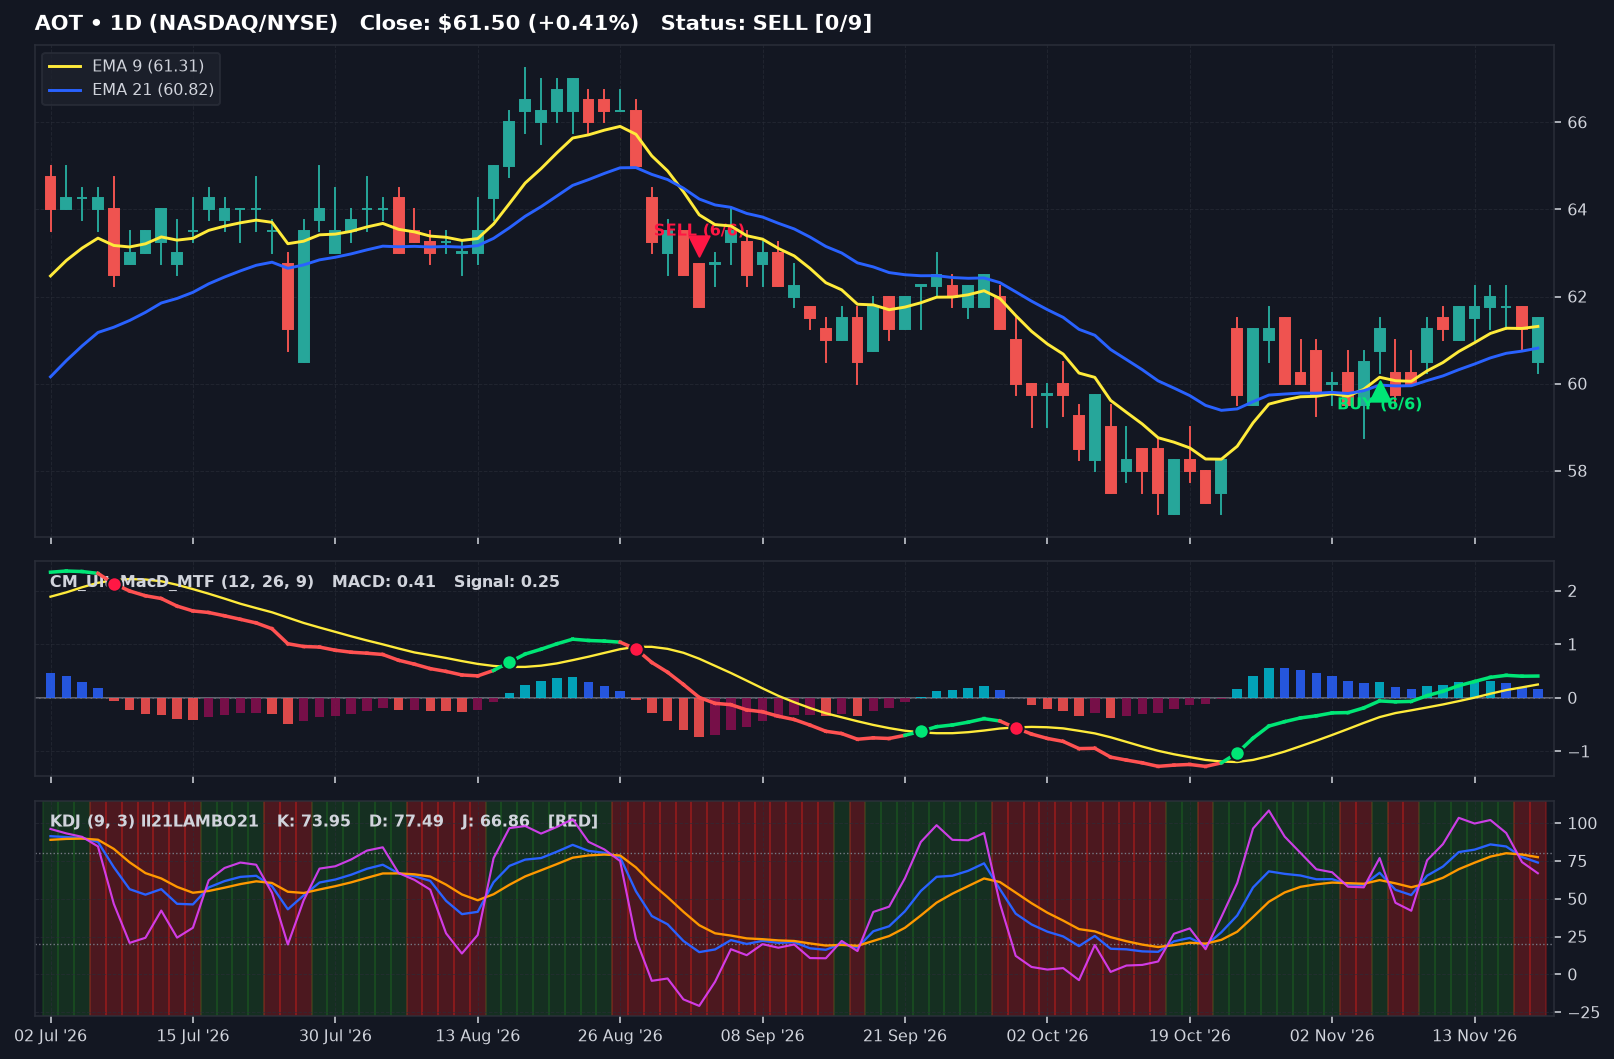 AOT • 1D (NASDAQ/NYSE)   Close: $61.50 (+0.41%)   Status: SELL [0/9]
EMA 9 (61.31)
EMA 21 (60.82)
66
64
SELL (6/6)
62
60
BUY (6/6)
58
CM_Ult_MacD_MTF (12, 26, 9)   MACD: 0.41   Signal: 0.25
2
1
0
−1
KDJ (9, 3) II21LAMBO21   K: 73.95   D: 77.49   J: 66.86   [RED]
100
75
50
25
0
−25
02 Jul '26
15 Jul '26
30 Jul '26
13 Aug '26
26 Aug '26
08 Sep '26
21 Sep '26
02 Oct '26
19 Oct '26
02 Nov '26
13 Nov '26